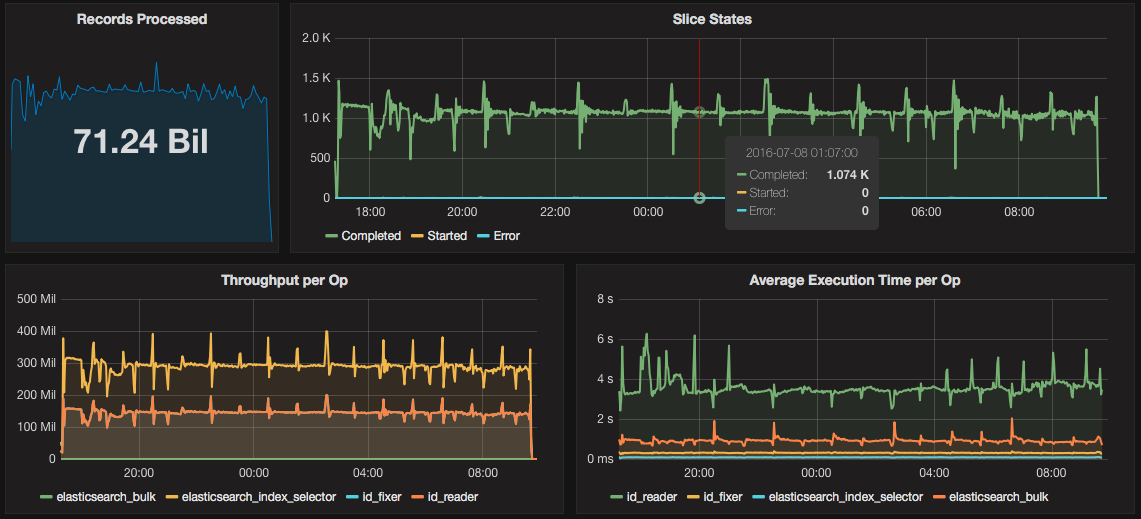 Records Processed
71.24 Bil
Slice States
2.0 K
1.5 K
1.0 K
500
0
18:00 20:00 22:00 00:00 06:00 08:00
2016-07-08 01:07:00
Completed: 1.074 K
Started: 0
Error: 0
Completed Started Error
Throughput per Op
500 Mil
400 Mil
300 Mil
200 Mil
100 Mil
0
20:00 00:00 04:00 08:00
elasticsearch_bulk elasticsearch_index_selector id_fixer id_reader
Average Execution Time per Op
8 s
6 s
4 s
2 s
0 ms
20:00 00:00 04:00 08:00
id_reader id_fixer elasticsearch_index_selector elasticsearch_bulk